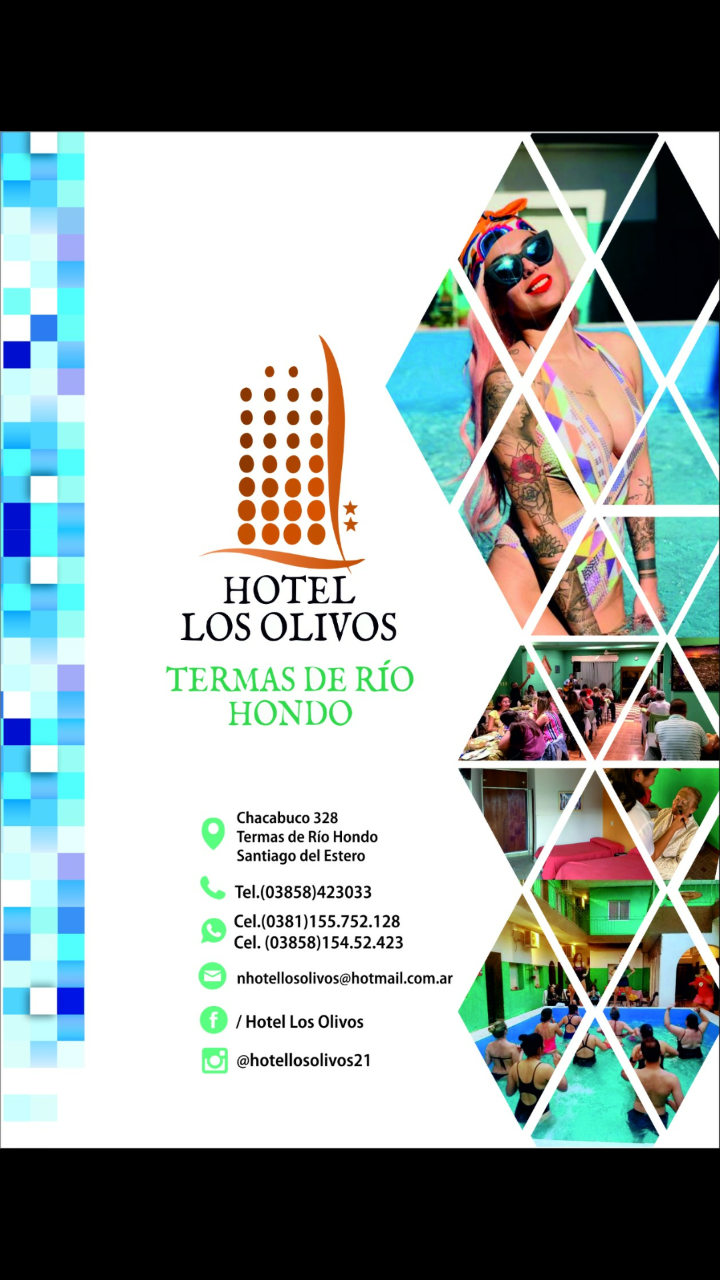 HOTEL
LOS OLIVOS
TERMAS DE RÍO
HONDO
Chacabuco 328
Termas de Río Hondo
Santiago del Estero
Tel.(03858)423033
Cel.(0381)155.752.128
Cel. (03858)154.52.423
nhotellosolivos@hotmail.com.ar
/ Hotel Los Olivos
@hotellosolivos21